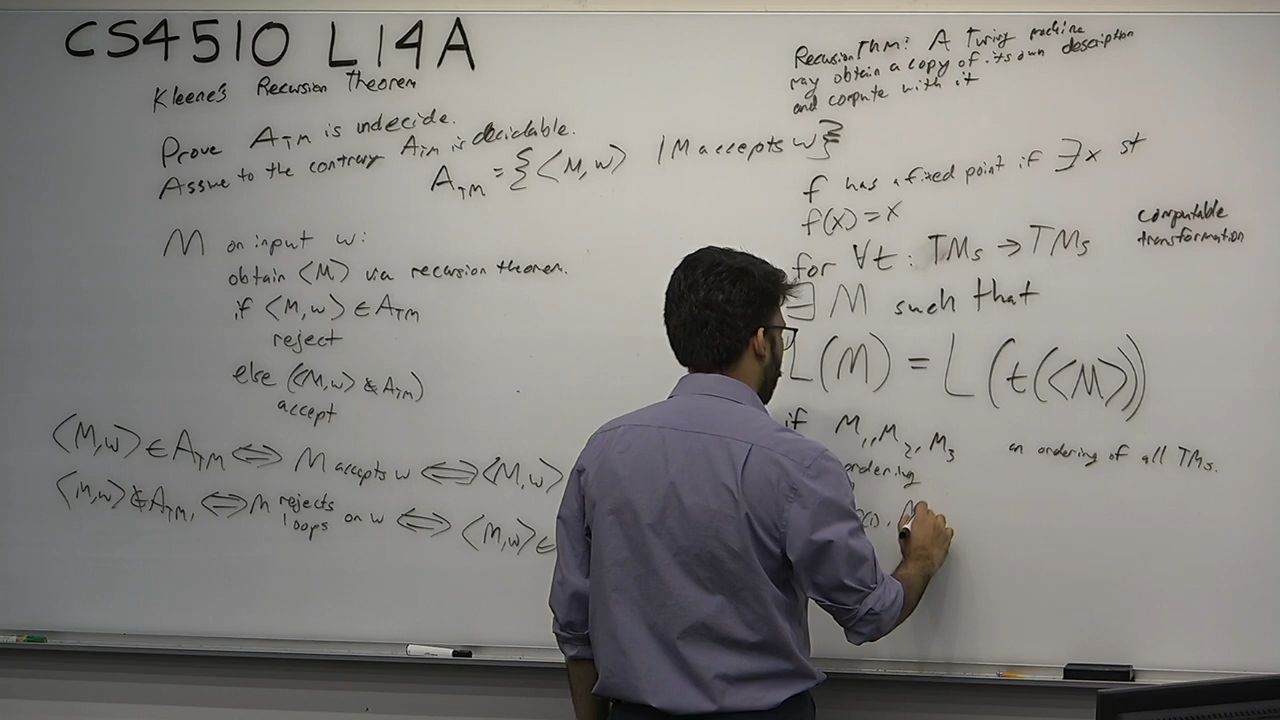 CS4510 L14A
Kleene's Recursion Theorem
Prove A_TM is undecide.
Assume to the contrary A_TM is decidable.
A_TM = {⟨M,w⟩ | M accepts w}
M on input w:
obtain ⟨M⟩ via recursion theorem.
if ⟨M,w⟩ ∈ A_TM
reject
else (⟨M,w⟩ ∉ A_TM)
accept
⟨M,w⟩ ∈ A_TM ⇔ M accepts w ⇔ ⟨M,w⟩
⟨M,w⟩ ∉ A_TM, ⇔ M rejects
loops on w ⇔ ⟨M,w⟩ ∈
Recursion Thm: A Turing machine
may obtain a copy of its own description
and compute with it
f has a fixed point if ∃x st
f(x) = x
for ∀t: TMs → TMs
computable
transformation
∃ M such that
L(M) = L(t(⟨M⟩))
if M₁, M₂, M₃ an ordering of all TMs.
ordering